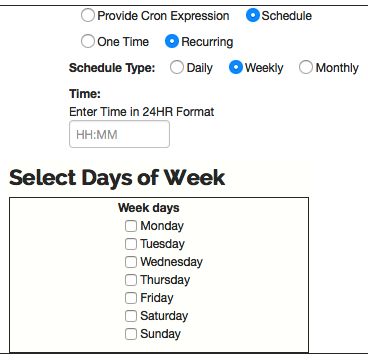 Provide Cron Expression Schedule
One Time Recurring
Schedule Type: Daily Weekly Monthly
Time:
Enter Time in 24HR Format
HH:MM
Select Days of Week
Week days
Monday
Tuesday
Wednesday
Thursday
Friday
Saturday
Sunday